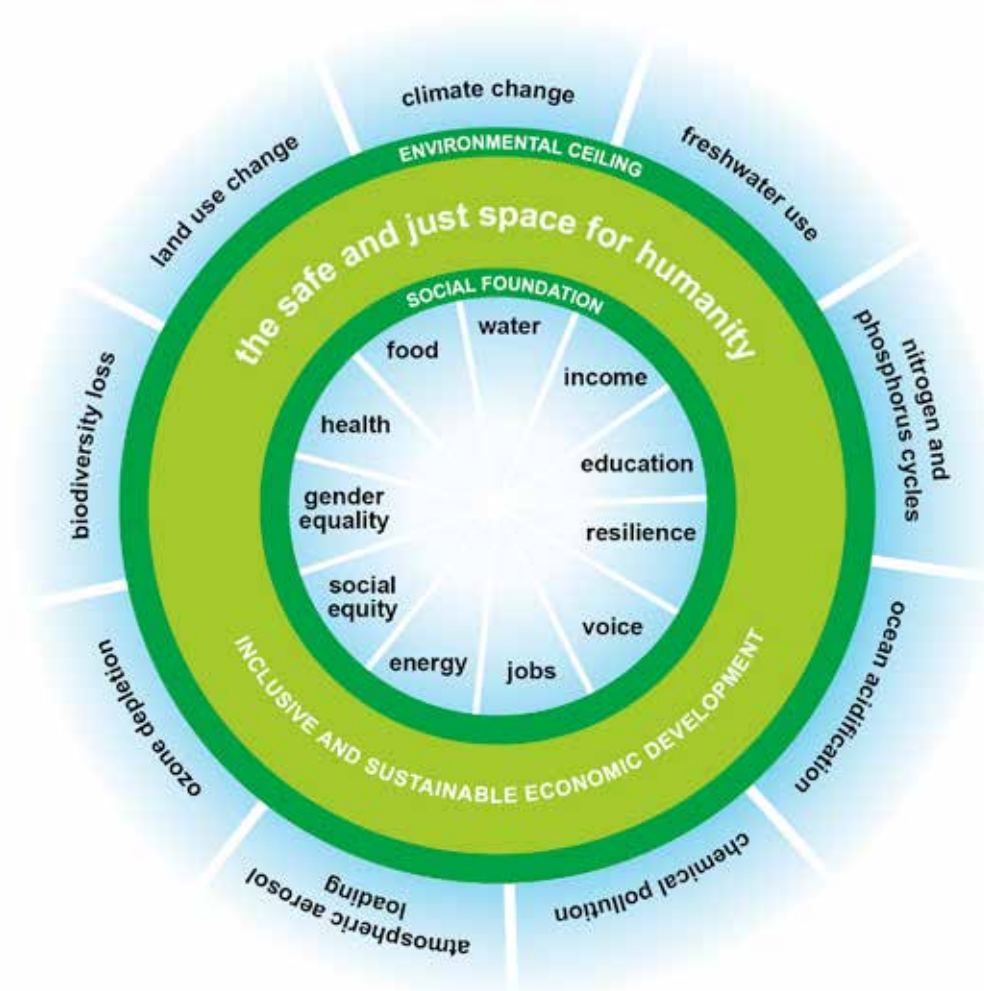 climate change
freshwater use
nitrogen and
phosphorus cycles
ocean acidification
chemical pollution
atmospheric aerosol
loading
ozone depletion
biodiversity loss
land use change
ENVIRONMENTAL CEILING
the safe and just space for humanity
SOCIAL FOUNDATION
water
income
education
resilience
voice
jobs
energy
social
equity
gender
equality
health
food
INCLUSIVE AND SUSTAINABLE ECONOMIC DEVELOPMENT